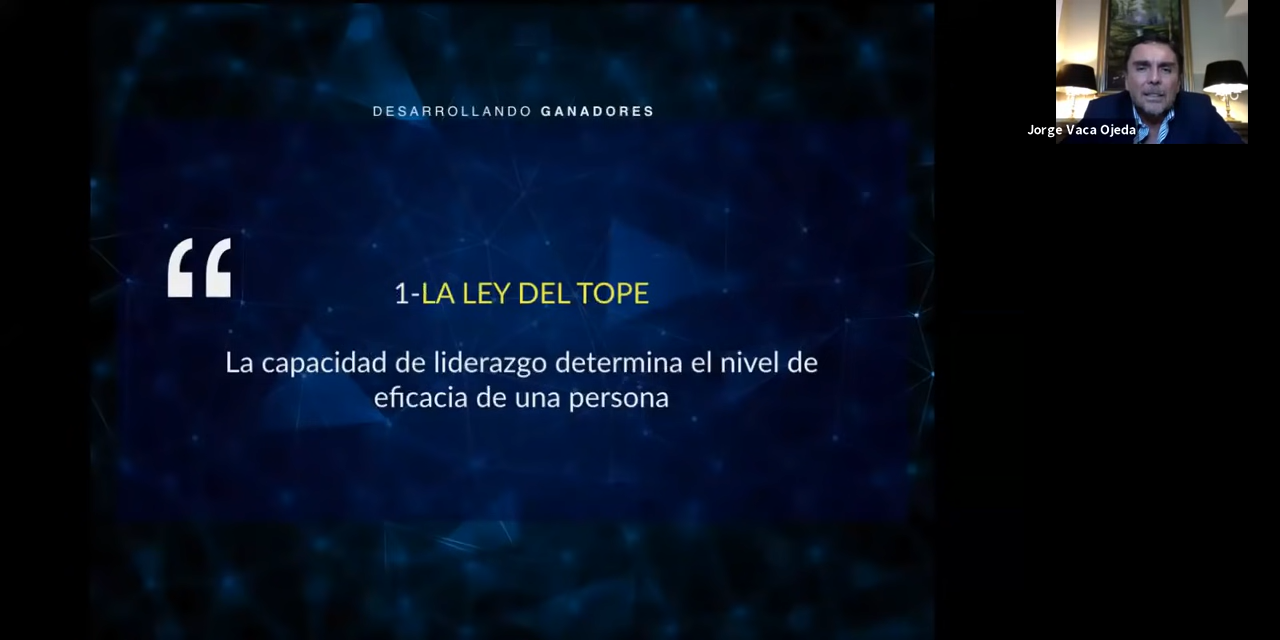 DESARROLLANDO GANADORES
“
1-LA LEY DEL TOPE
La capacidad de liderazgo determina el nivel de
eficacia de una persona
Jorge Vaca Ojeda